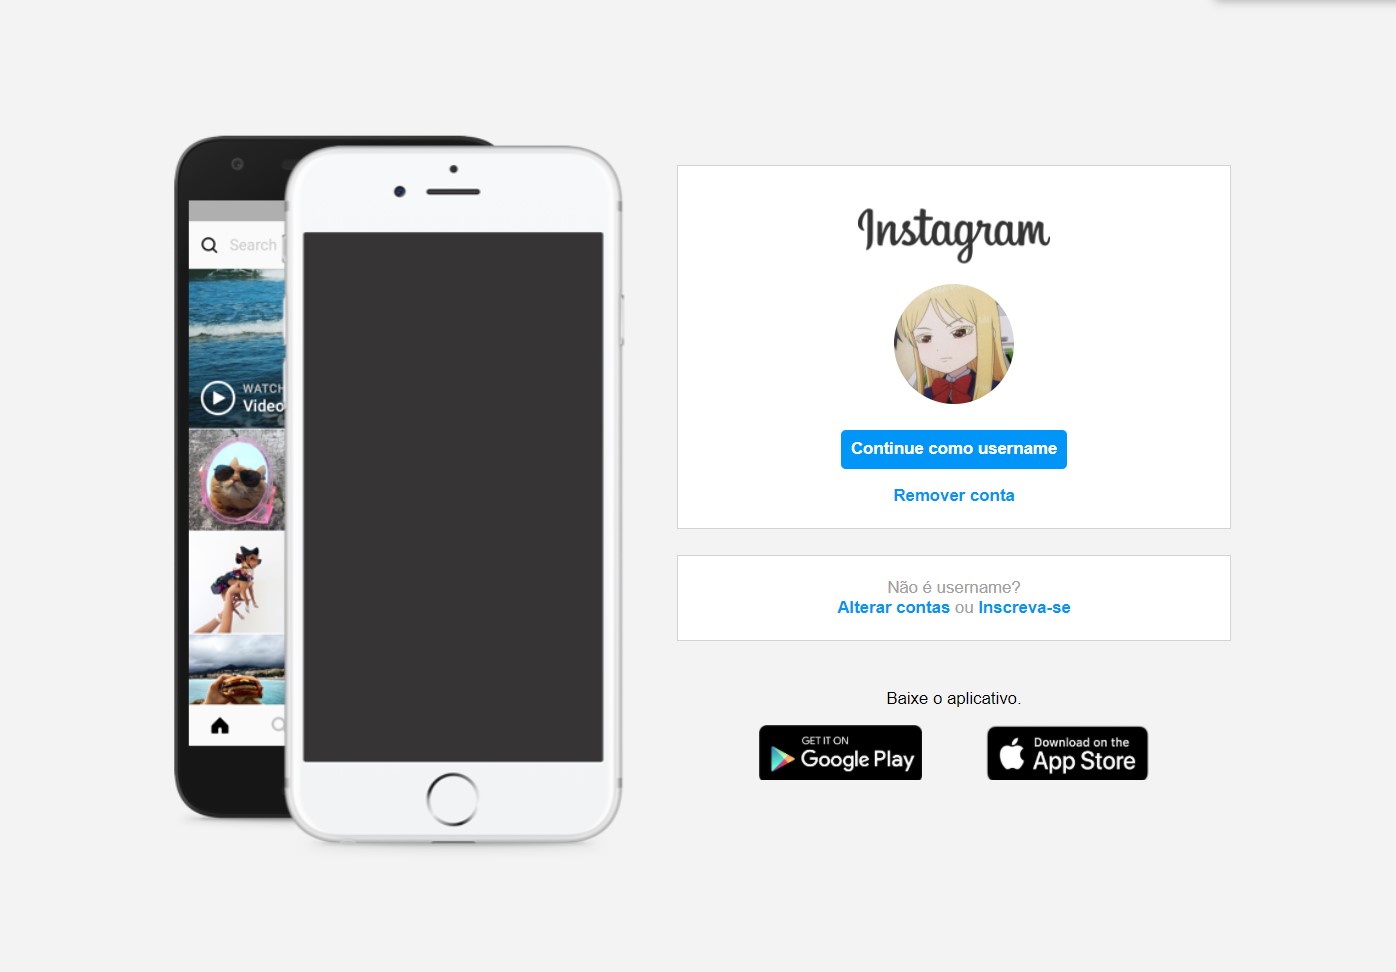 Search
WATCH
Video
Instagram
Continue como username
Remover conta
Não é username?
Alterar contas ou Inscreva-se
Baixe o aplicativo.
GET IT ON
Google Play
Download on the
App Store